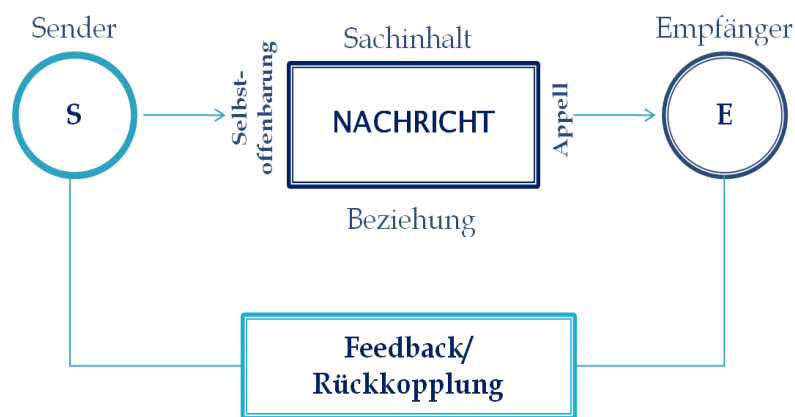 Sender
Sachinhalt
Empfänger
S
Selbst-
offenbarung
NACHRICHT
Appell
E
Beziehung
Feedback/
Rückkopplung